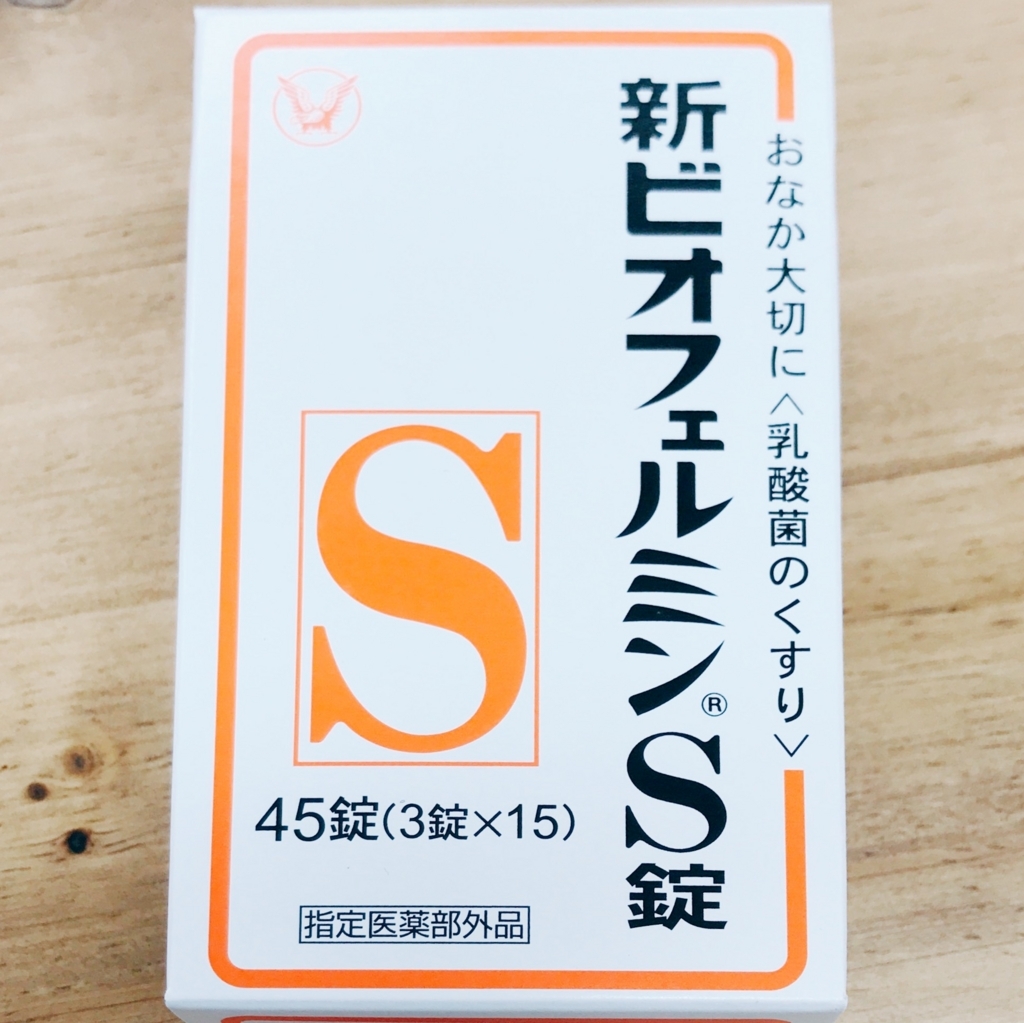 おなか大切に〈乳酸菌のくすり〉
新ビオフェルミン®S錠
S
45錠(3錠×15)
指定医薬部外品